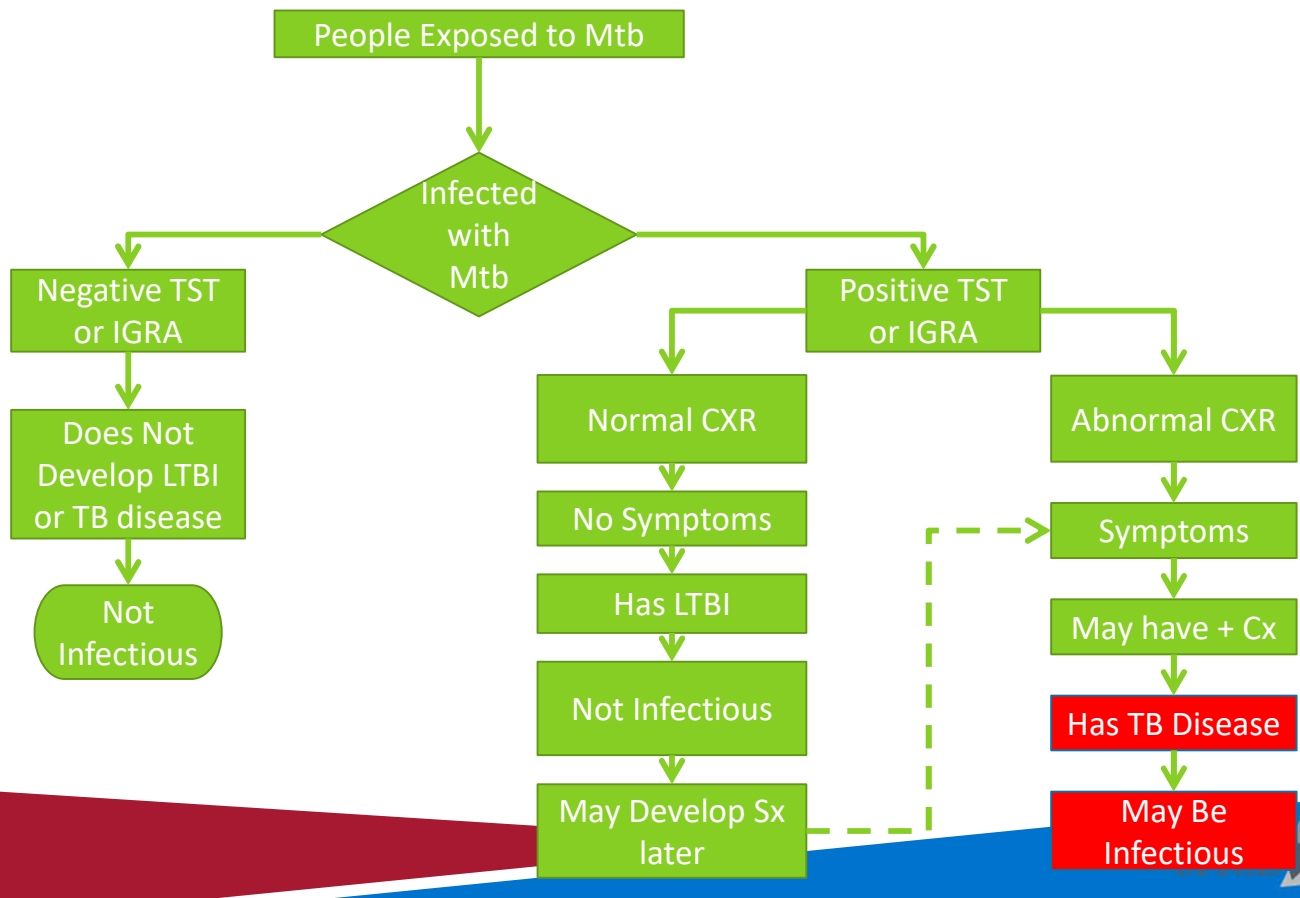 People Exposed to Mtb
Infected
with
Mtb
Negative TST
or IGRA
Does Not
Develop LTBI
or TB disease
Not
Infectious
Positive TST
or IGRA
Normal CXR
No Symptoms
Has LTBI
Not Infectious
May Develop Sx
later
Abnormal CXR
Symptoms
May have + Cx
Has TB Disease
May Be
Infectious